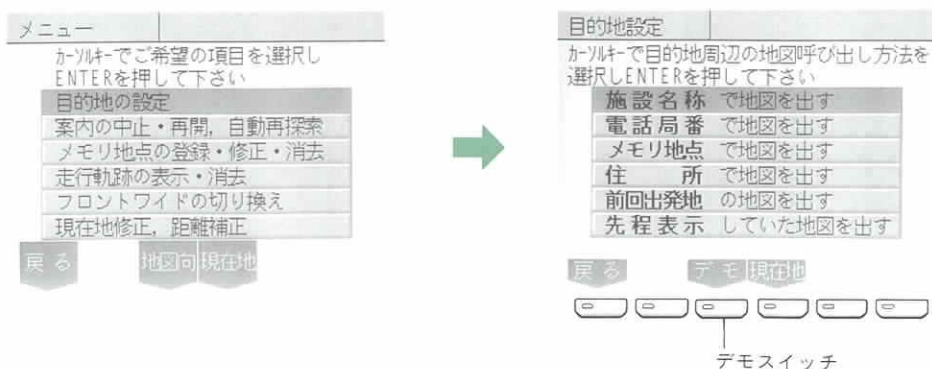 メニュー
カーソルキーでご希望の項目を選択し
ENTERを押して下さい
目的地の設定
案内の中止・再開，自動再探索
メモリ地点の登録・修正・消去
走行軌跡の表示・消去
フロントワイドの切り換え
現在地修正，距離補正
戻る
地図向
現在地
目的地設定
カーソルキーで目的地周辺の地図呼び出し方法を
選択しENTERを押して下さい
施設名称 で地図を出す
電話局番 で地図を出す
メモリ地点 で地図を出す
住　所 で地図を出す
前回出発地 の地図を出す
先程表示 していた地図を出す
戻る
デモ
現在地
デモスイッチ